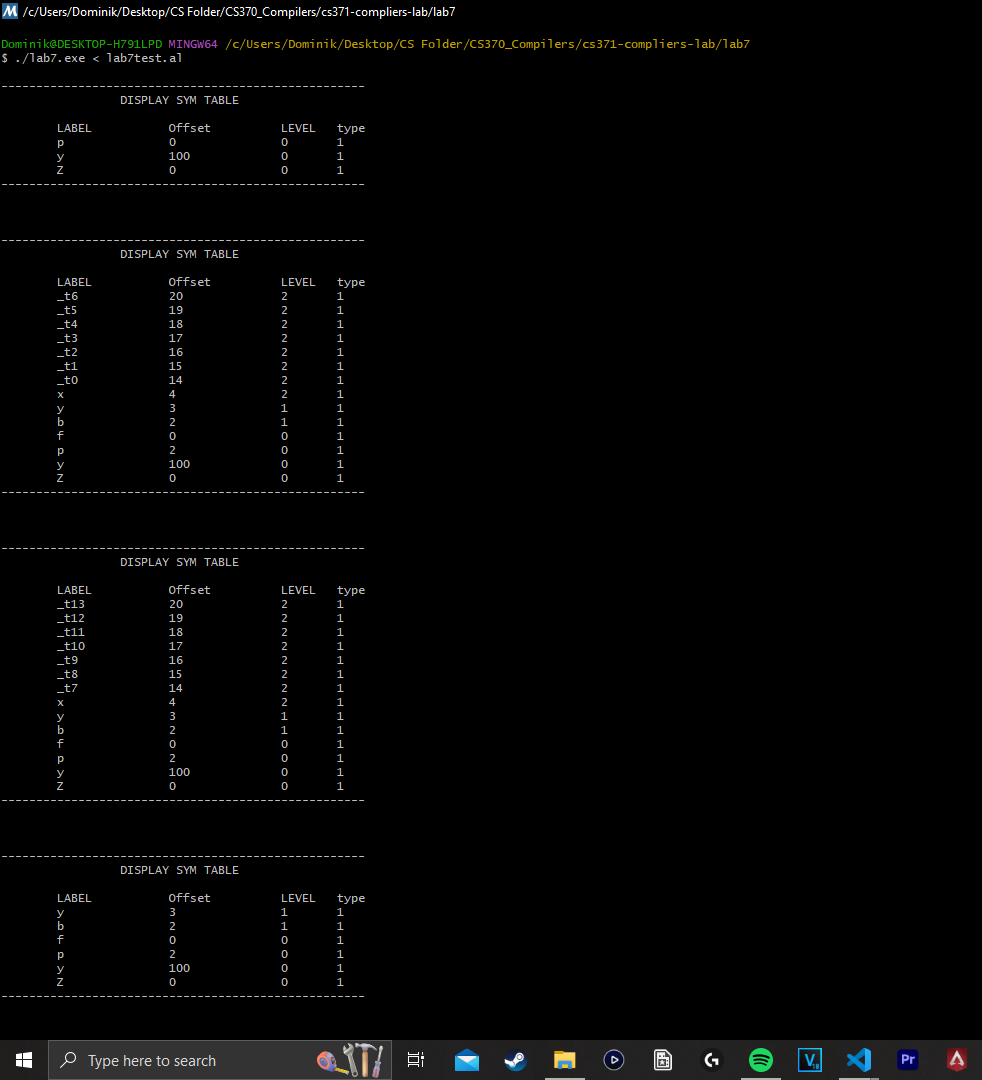 /c/Users/Dominik/Desktop/CS Folder/CS370_Compilers/cs371-compliers-lab/lab7
Dominik@DESKTOP-H791LPD MINGW64 /c/Users/Dominik/Desktop/CS Folder/CS370_Compilers/cs371-compliers-lab/lab7
$ ./lab7.exe < lab7test.al
----------------------------------------------------
DISPLAY SYM TABLE
LABEL Offset LEVEL type
p 0 0 1
y 100 0 1
Z 0 0 1
----------------------------------------------------
----------------------------------------------------
DISPLAY SYM TABLE
LABEL Offset LEVEL type
_t6 20 2 1
_t5 19 2 1
_t4 18 2 1
_t3 17 2 1
_t2 16 2 1
_t1 15 2 1
_t0 14 2 1
x 4 2 1
y 3 1 1
b 2 1 1
f 0 0 1
p 2 0 1
y 100 0 1
Z 0 0 1
----------------------------------------------------
----------------------------------------------------
DISPLAY SYM TABLE
LABEL Offset LEVEL type
_t13 20 2 1
_t12 19 2 1
_t11 18 2 1
_t10 17 2 1
_t9 16 2 1
_t8 15 2 1
_t7 14 2 1
x 4 2 1
y 3 1 1
b 2 1 1
f 0 0 1
p 2 0 1
y 100 0 1
Z 0 0 1
----------------------------------------------------
----------------------------------------------------
DISPLAY SYM TABLE
LABEL Offset LEVEL type
y 3 1 1
b 2 1 1
f 0 0 1
p 2 0 1
y 100 0 1
Z 0 0 1
----------------------------------------------------
Type here to search
Pr